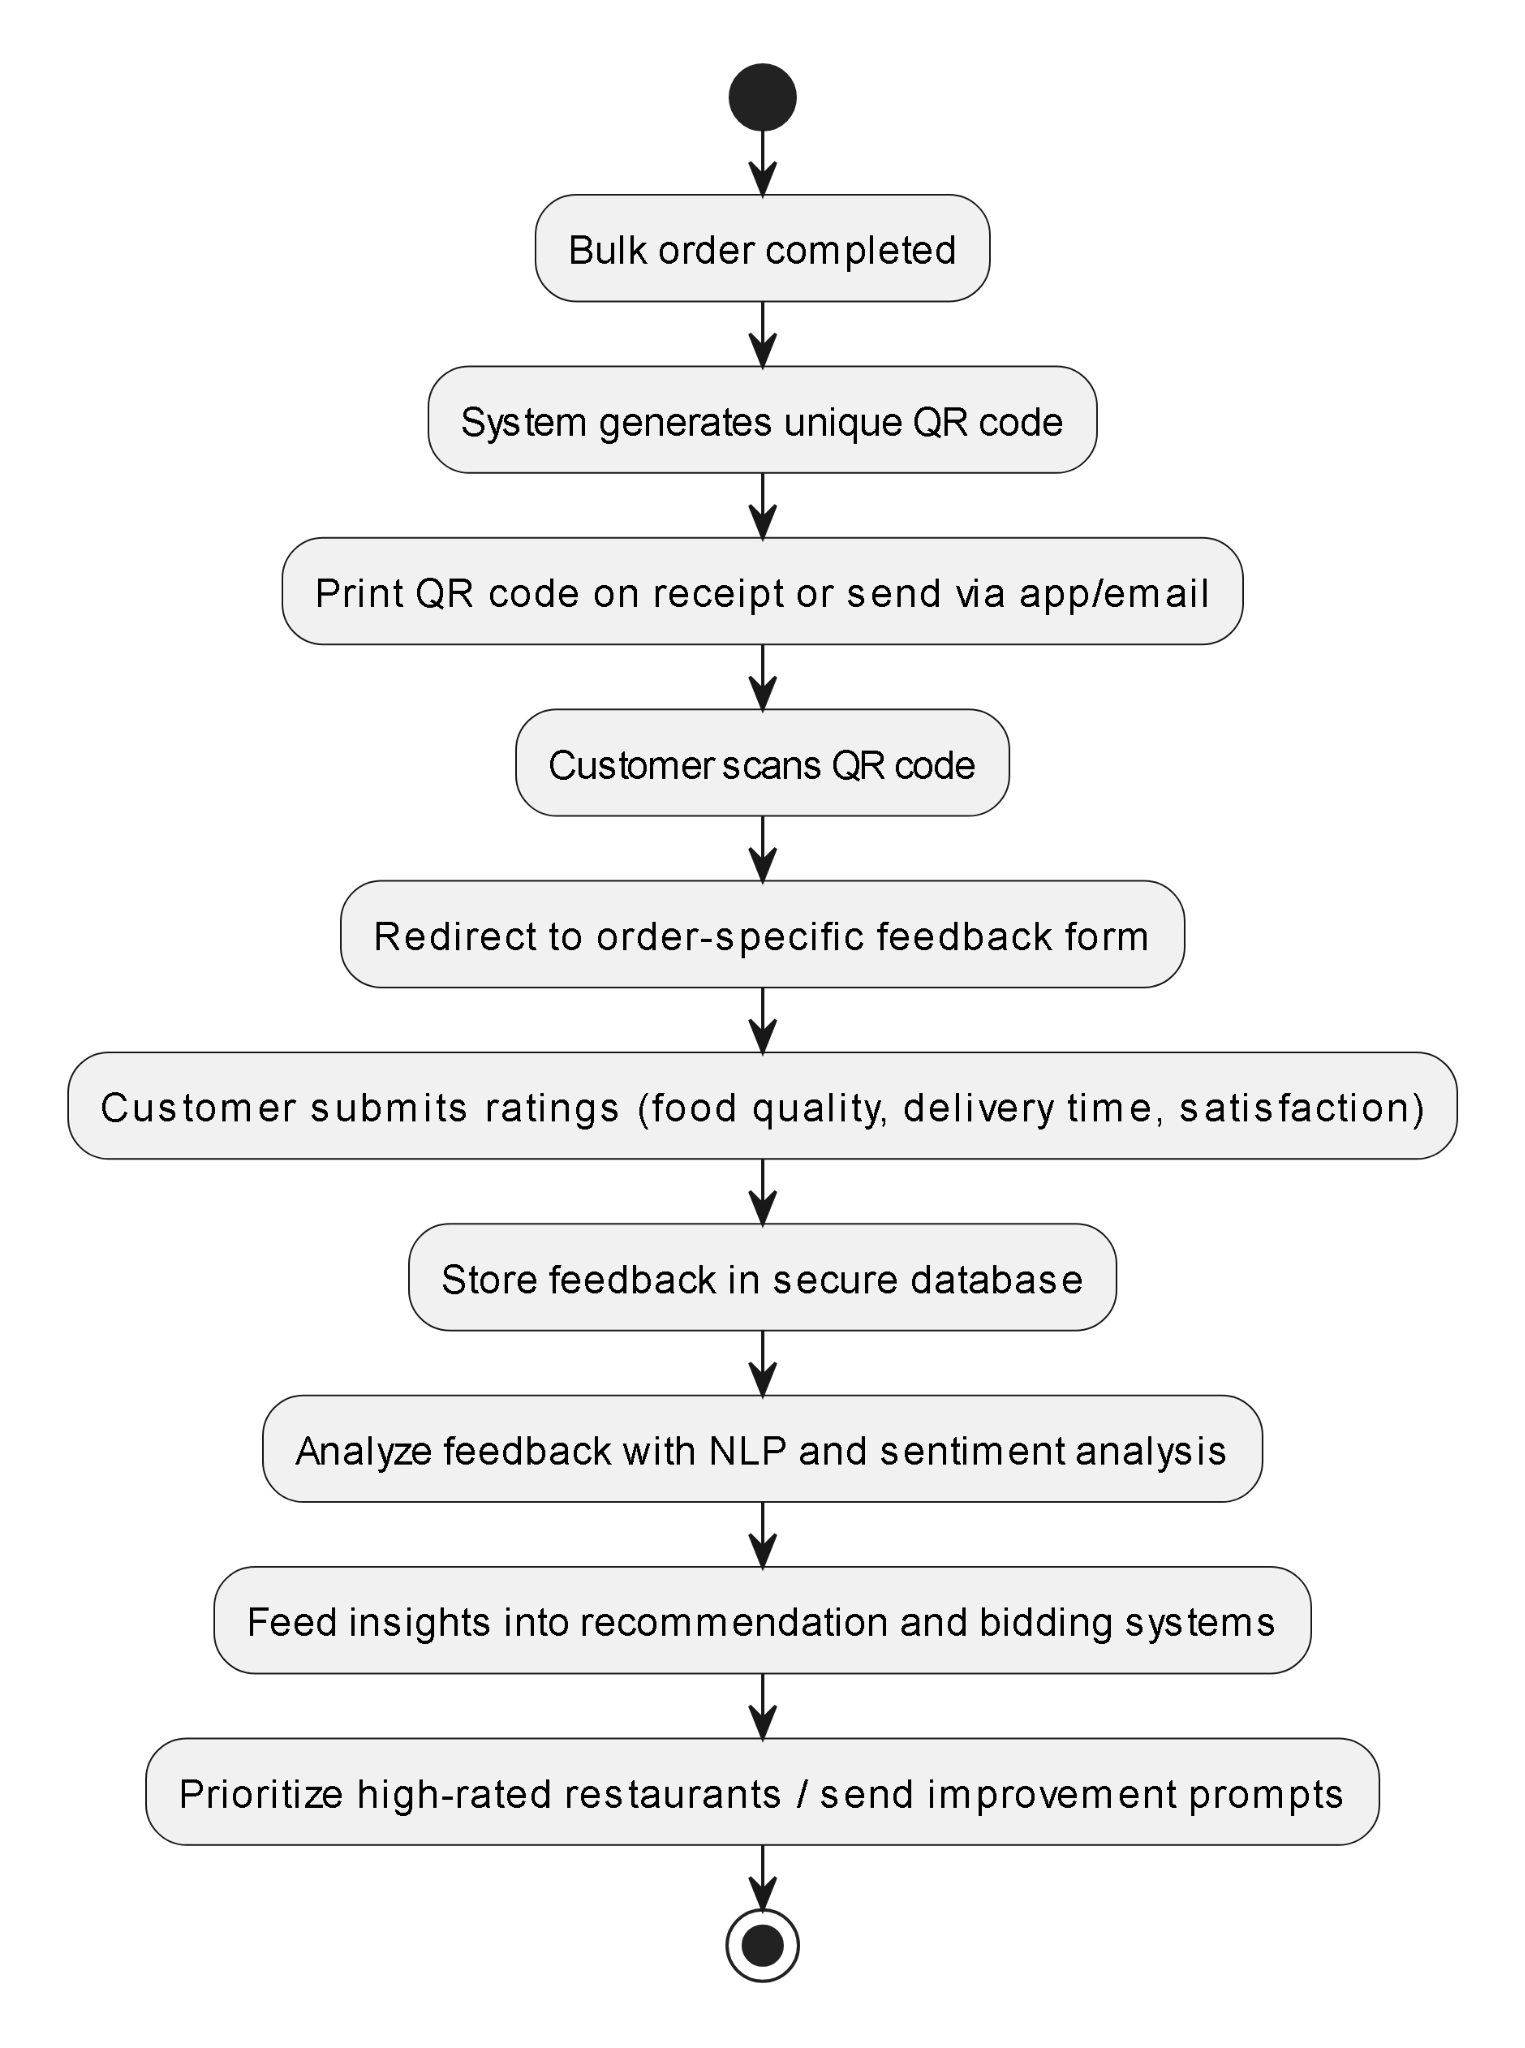 Bulk order completed
System generates unique QR code
Print QR code on receipt or send via app/email
Customer scans QR code
Redirect to order-specific feedback form
Customer submits ratings (food quality, delivery time, satisfaction)
Store feedback in secure database
Analyze feedback with NLP and sentiment analysis
Feed insights into recommendation and bidding systems
Prioritize high-rated restaurants / send improvement prompts